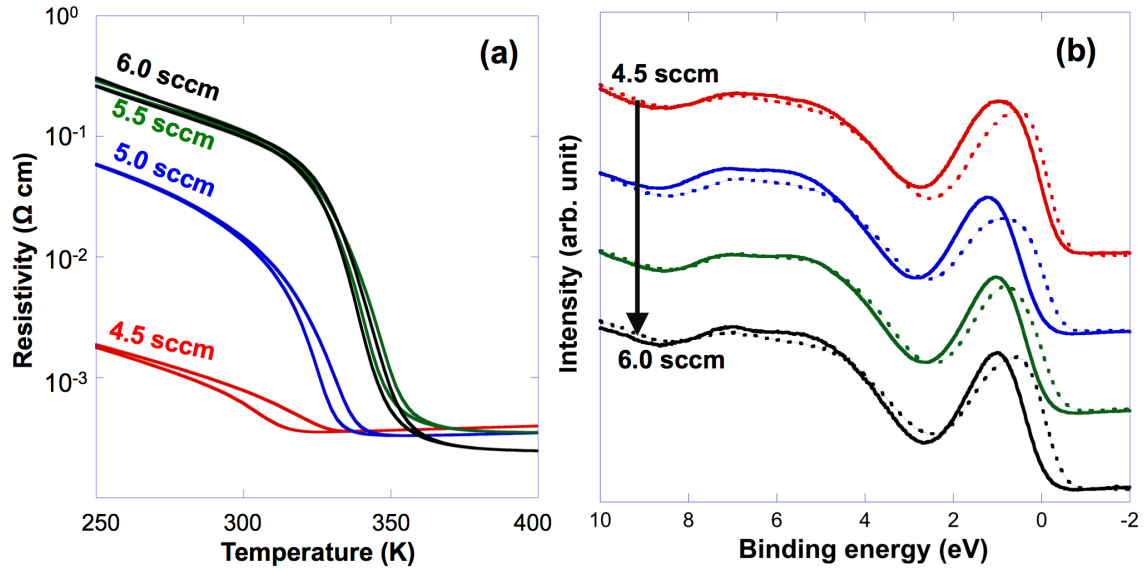 (a)
10⁰
10⁻¹
10⁻²
10⁻³
Resistivity (Ω cm)
6.0 sccm
5.5 sccm
5.0 sccm
4.5 sccm
250
300
350
400
Temperature (K)
(b)
Intensity (arb. unit)
4.5 sccm
6.0 sccm
10
8
6
4
2
0
-2
Binding energy (eV)